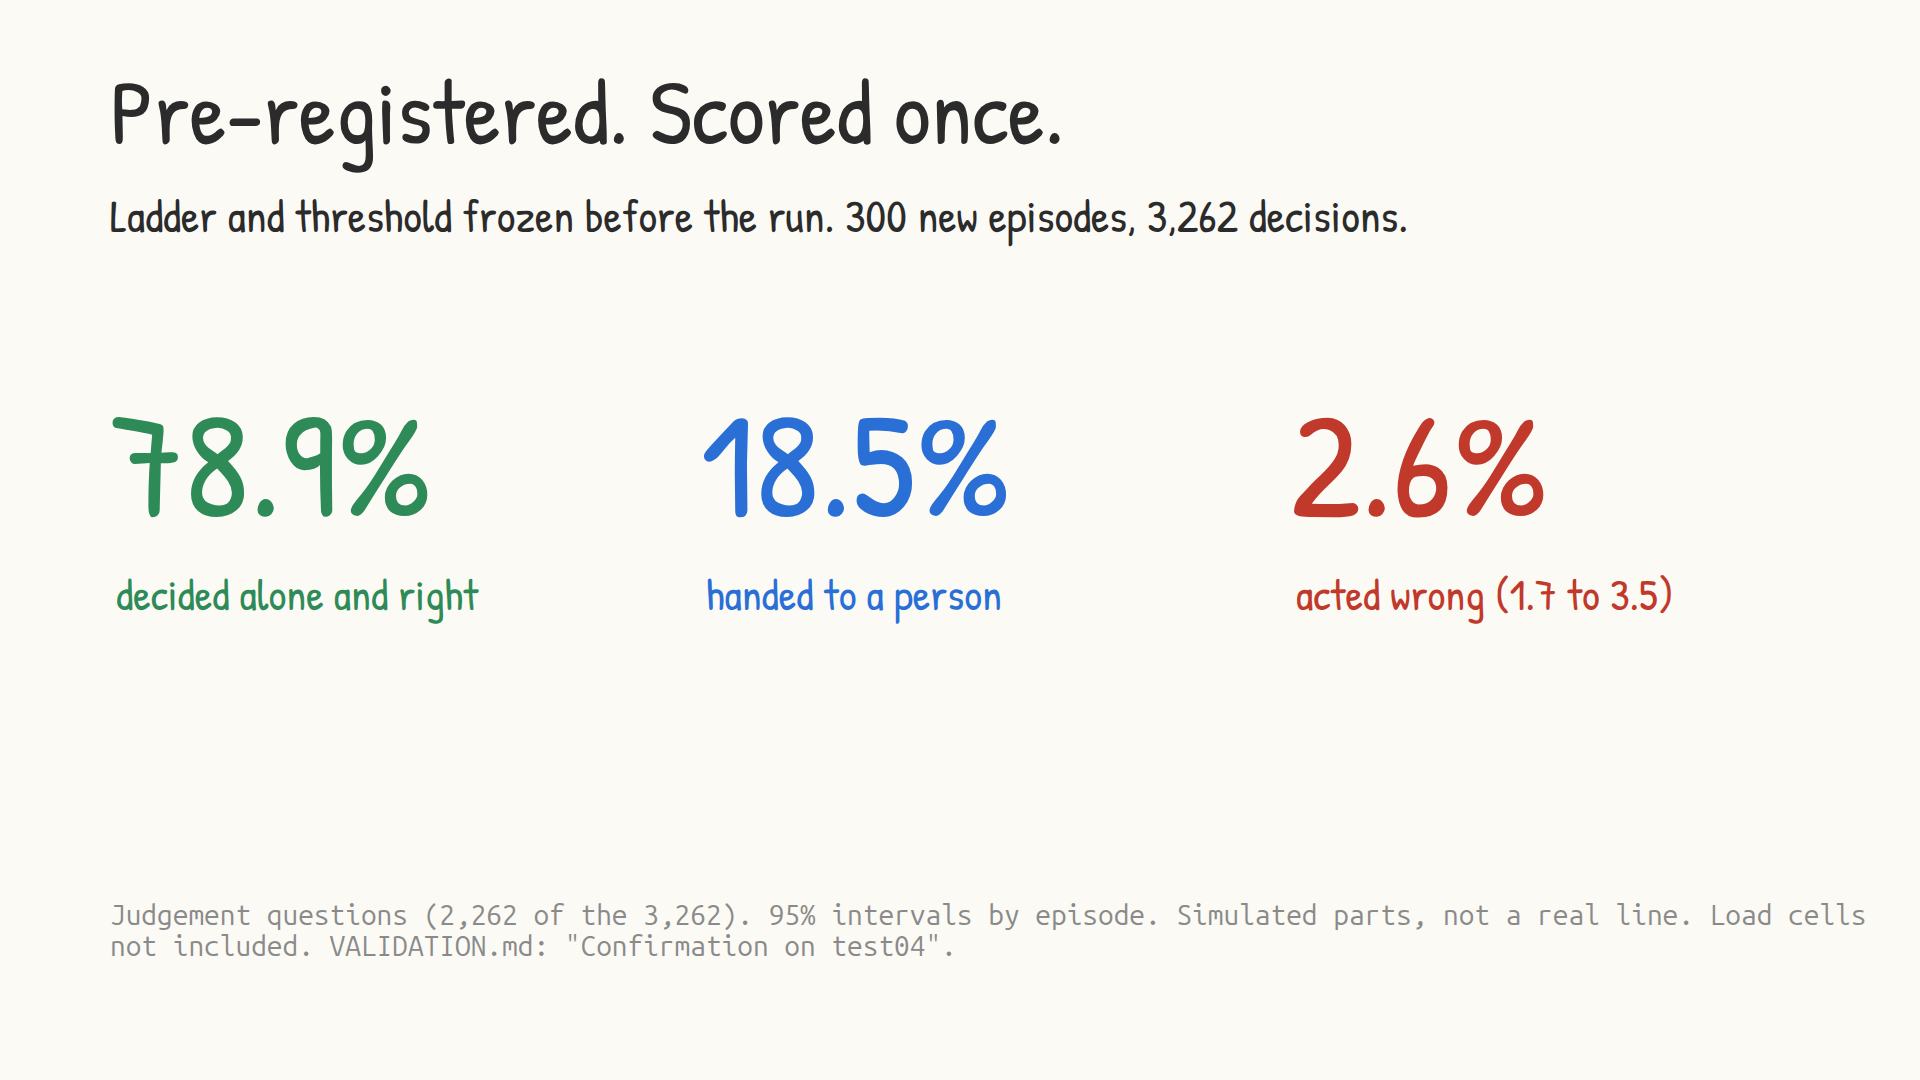 Pre-registered. Scored once.
Ladder and threshold frozen before the run. 300 new episodes, 3,262 decisions.
78.9%
decided alone and right
18.5%
handed to a person
2.6%
acted wrong (1.7 to 3.5)
Judgement questions (2,262 of the 3,262). 95% intervals by episode. Simulated parts, not a real line. Load cells
not included. VALIDATION.md: "Confirmation on test04".